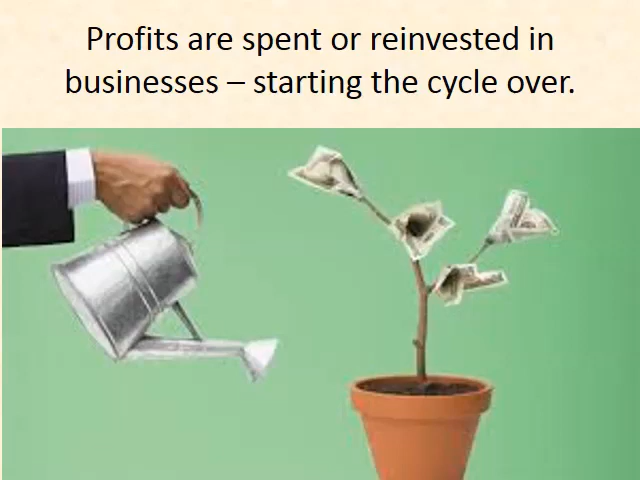 Profits are spent or reinvested in
businesses – starting the cycle over.